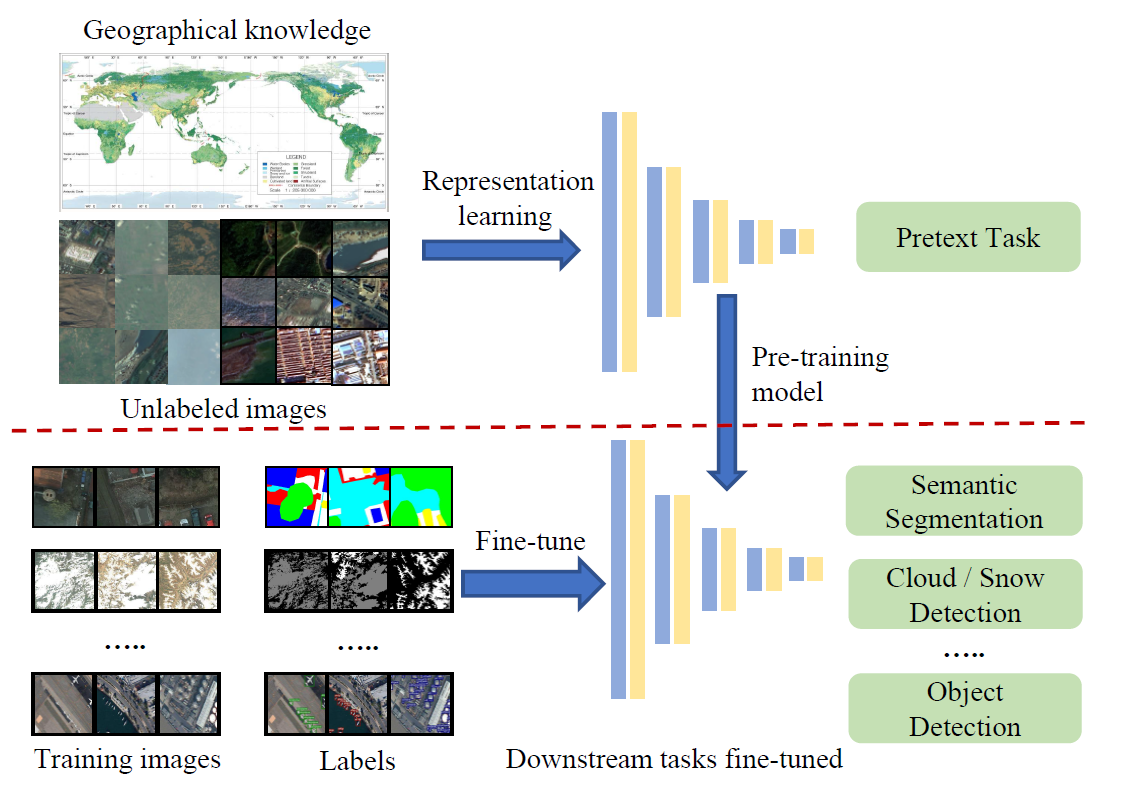 Geographical knowledge
LEGEND
Representation
learning
Pretext Task
Unlabeled images
Pre-training
model
Fine-tune
Semantic
Segmentation
Cloud / Snow
Detection
…..
…..
…..
Object
Detection
Training images
Labels
Downstream tasks fine-tuned